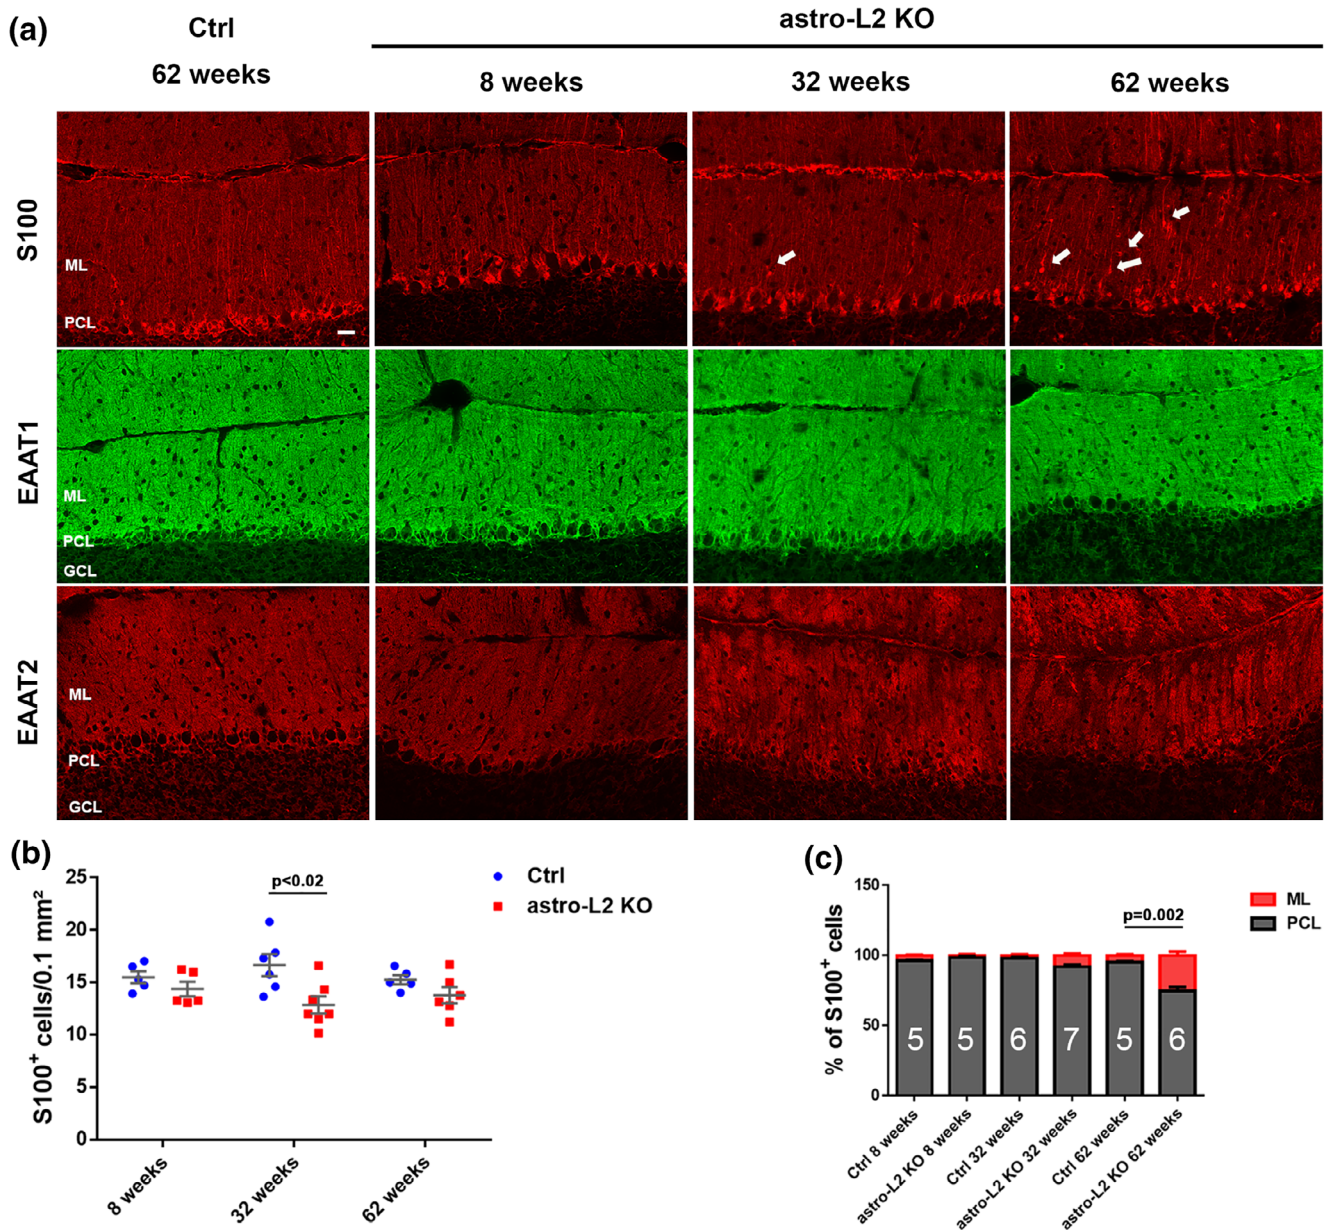 (a)
Ctrl
astro-L2 KO
62 weeks
8 weeks
32 weeks
62 weeks
S100
ML
PCL
EAAT1
ML
PCL
GCL
EAAT2
ML
PCL
GCL
(b)
S100⁺ cells/0.1 mm²
25
20
15
10
5
0
p<0.02
Ctrl
astro-L2 KO
8 weeks
32 weeks
62 weeks
(c)
% of S100⁺ cells
150
100
50
0
p=0.002
ML
PCL
5
5
6
7
5
6
Ctrl 8 weeks
astro-L2 KO 8 weeks
Ctrl 32 weeks
astro-L2 KO 32 weeks
Ctrl 62 weeks
astro-L2 KO 62 weeks